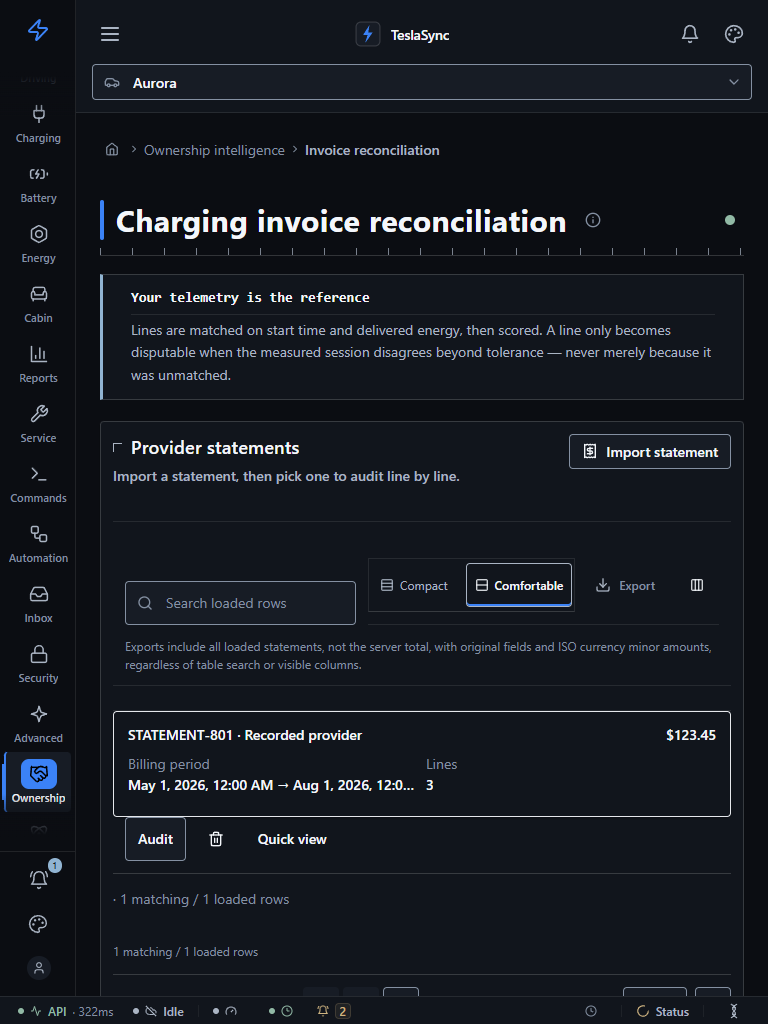 TeslaSync
Aurora
Charging
Battery
Energy
Cabin
Reports
Service
Commands
Automation
Inbox
Security
Advanced
Ownership
1
Ownership intelligence > Invoice reconciliation
Charging invoice reconciliation
Your telemetry is the reference
Lines are matched on start time and delivered energy, then scored. A line only becomes
disputable when the measured session disagrees beyond tolerance — never merely because it
was unmatched.
Provider statements
Import statement
Import a statement, then pick one to audit line by line.
Search loaded rows
Compact
Comfortable
Export
Exports include all loaded statements, not the server total, with original fields and ISO currency minor amounts,
regardless of table search or visible columns.
STATEMENT-801 · Recorded provider
$123.45
Billing period
Lines
May 1, 2026, 12:00 AM → Aug 1, 2026, 12:0...
3
Audit
Quick view
· 1 matching / 1 loaded rows
1 matching / 1 loaded rows
API · 322ms
Idle
2
Status